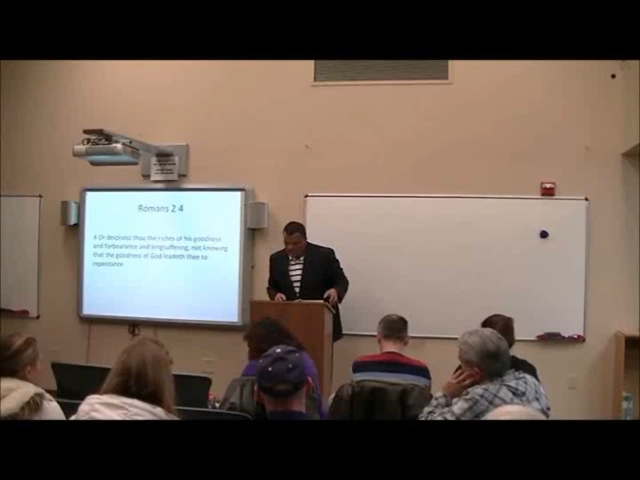 Romans 2:4
4 Or despisest thou the riches of his goodness
and forbearance and longsuffering; not knowing
that the goodness of God leadeth thee to
repentance